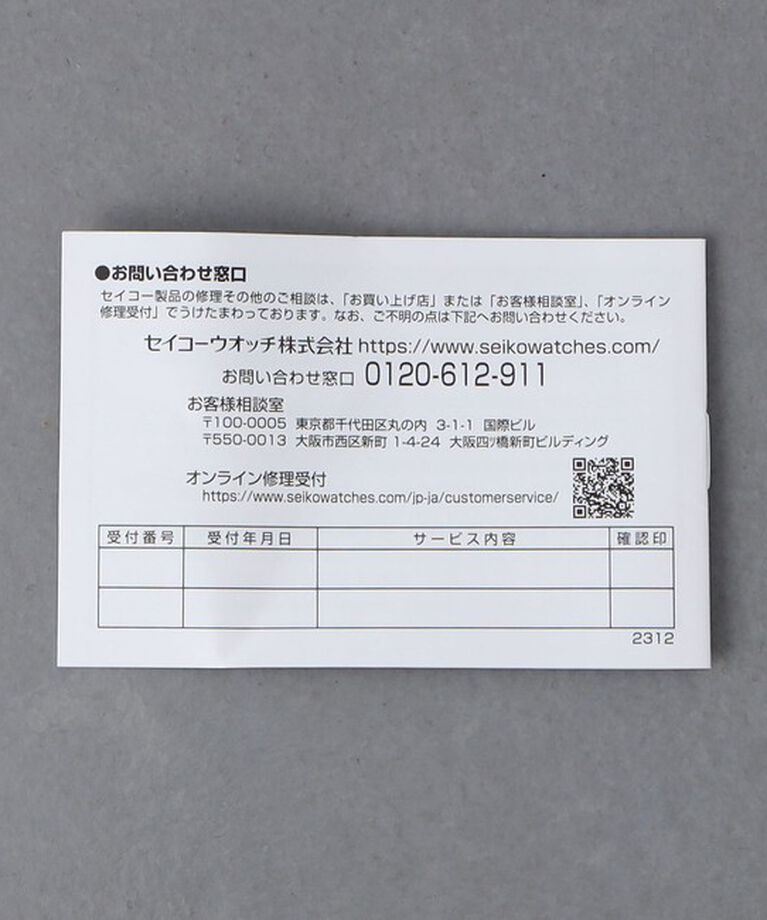 ●お問い合わせ窓口
セイコー製品の修理その他のご相談は、「お買い上げ店」または「お客様相談室」、「オンライン
修理受付」でうけたまわっております。なお、ご不明の点は下記へお問い合わせください。
セイコーウオッチ株式会社 https://www.seikowatches.com/
お問い合わせ窓口 0120-612-911
お客様相談室
〒100-0005 東京都千代田区丸の内 3-1-1 国際ビル
〒550-0013 大阪市西区新町 1-4-24 大阪四ツ橋新町ビルディング
オンライン修理受付
https://www.seikowatches.com/jp-ja/customerservice/
受付番号 受付年月日 サービス内容 確認印
2312